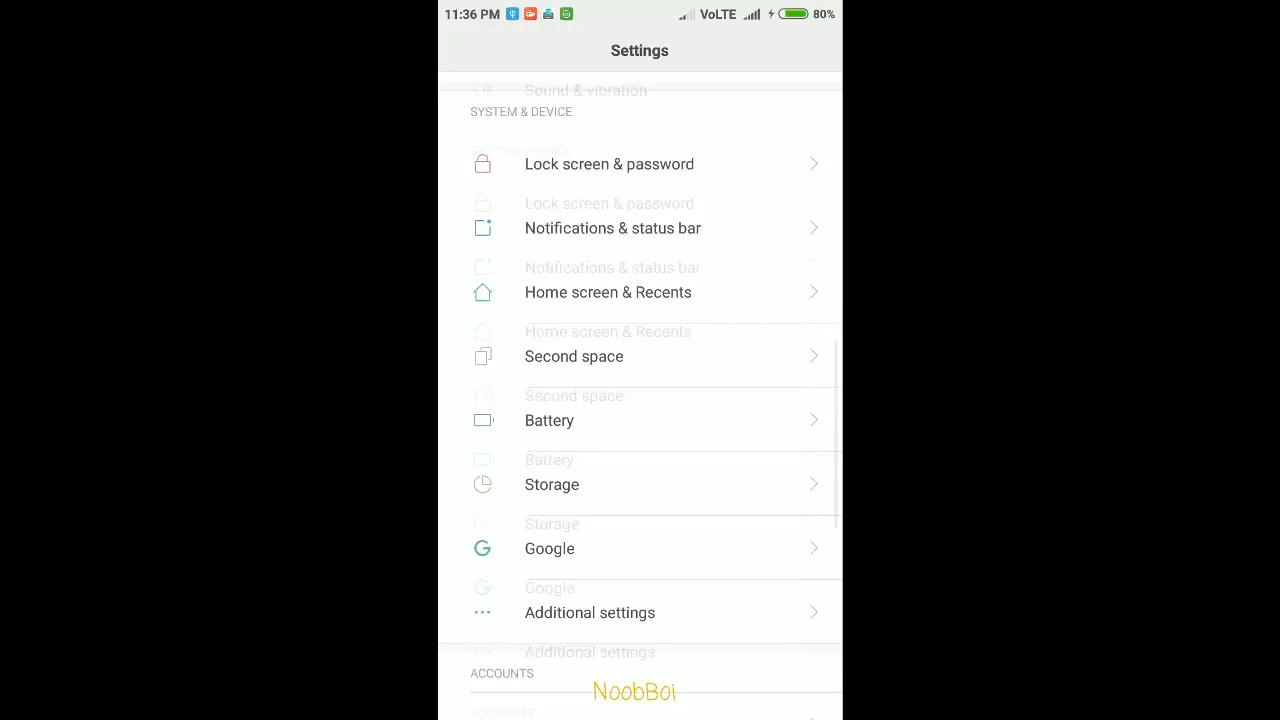 11:36 PM VoLTE 80%
Settings
Sound & vibration
SYSTEM & DEVICE
Lock screen & password
Lock screen & password
Notifications & status bar
Notifications & status bar
Home screen & Recents
Home screen & Recents
Second space
Second space
Battery
Battery
Storage
Storage
Google
Google
Additional settings
Additional settings
ACCOUNTS
NoobBoi
ACCOUNTS